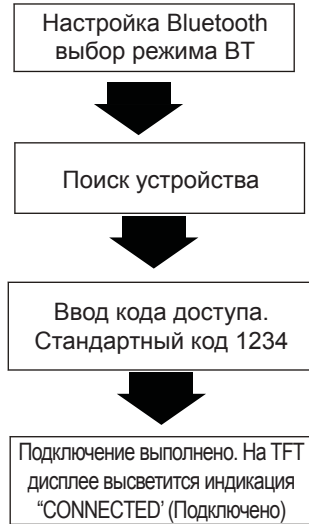 Настройка Bluetooth
выбор режима BT
Поиск устройства
Ввод кода доступа.
Стандартный код 1234
Подключение выполнено. На TFT
дисплее высветится индикация
“CONNECTED’ (Подключено)